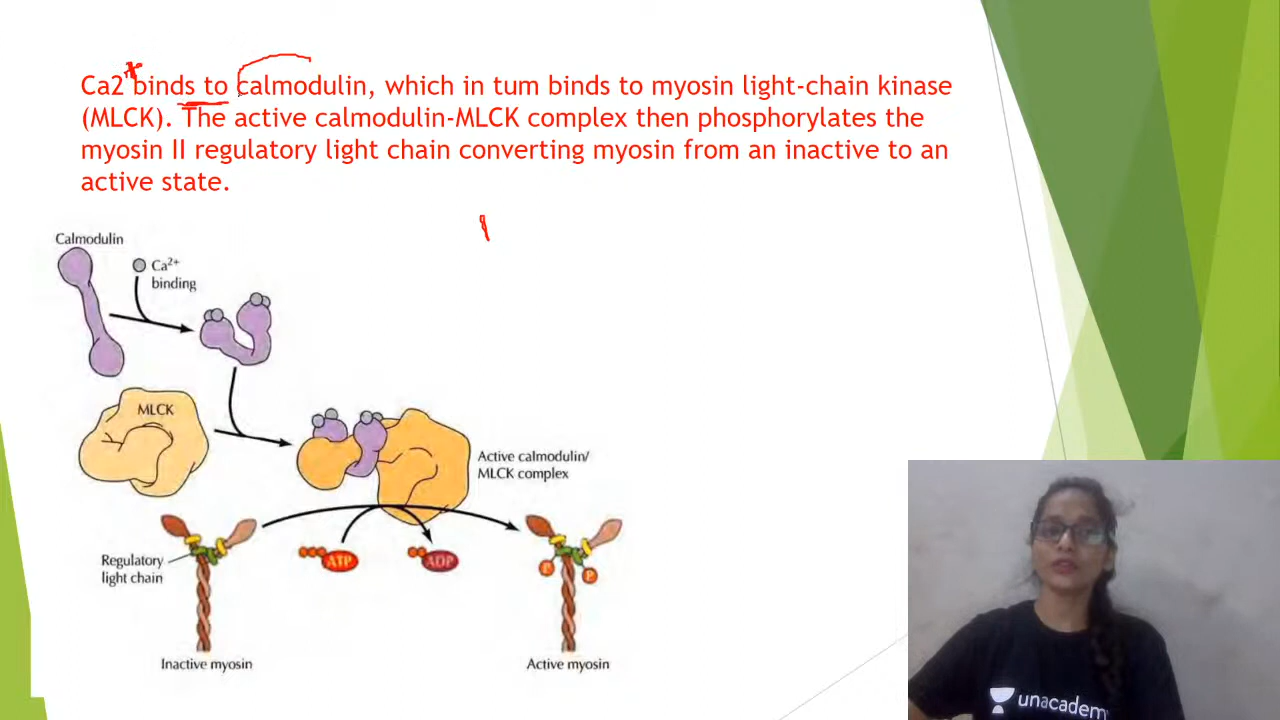 Ca2 binds to calmodulin, which in tum binds to myosin light-chain kinase
(MLCK). The active calmodulin-MLCK complex then phosphorylates the
myosin II regulatory light chain converting myosin from an inactive to an
active state.
Calmodulin
Ca2+
binding
MLCK
Active calmodulin/
MLCK complex
Regulatory
light chain
ATP
ADP
P
P
Inactive myosin
Active myosin
unacademy